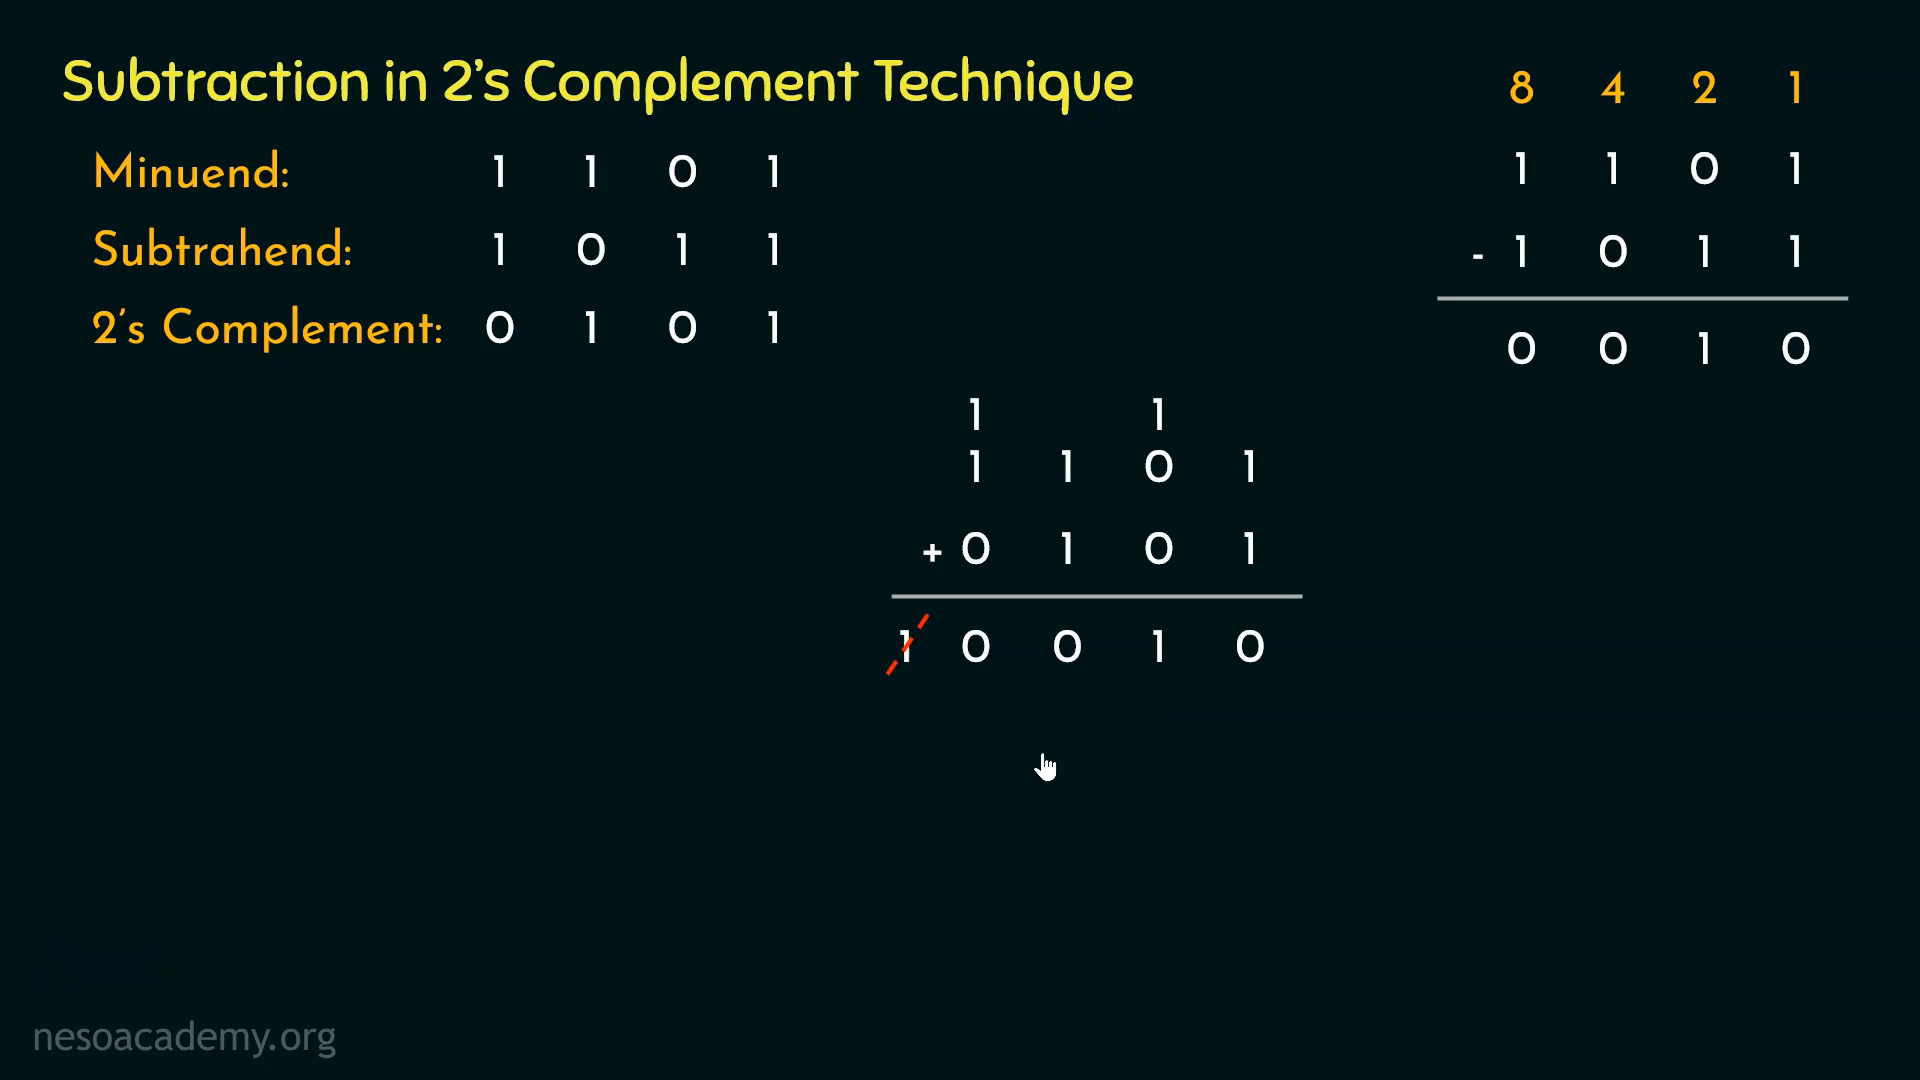 Subtraction in 2's Complement Technique
Minuend: 1 1 0 1
Subtrahend: 1 0 1 1
2's Complement: 0 1 0 1
8 4 2 1
1 1 0 1
- 1 0 1 1
0 0 1 0
1 1
1 1 0 1
+ 0 1 0 1
1 0 0 1 0
nesoacademy.org